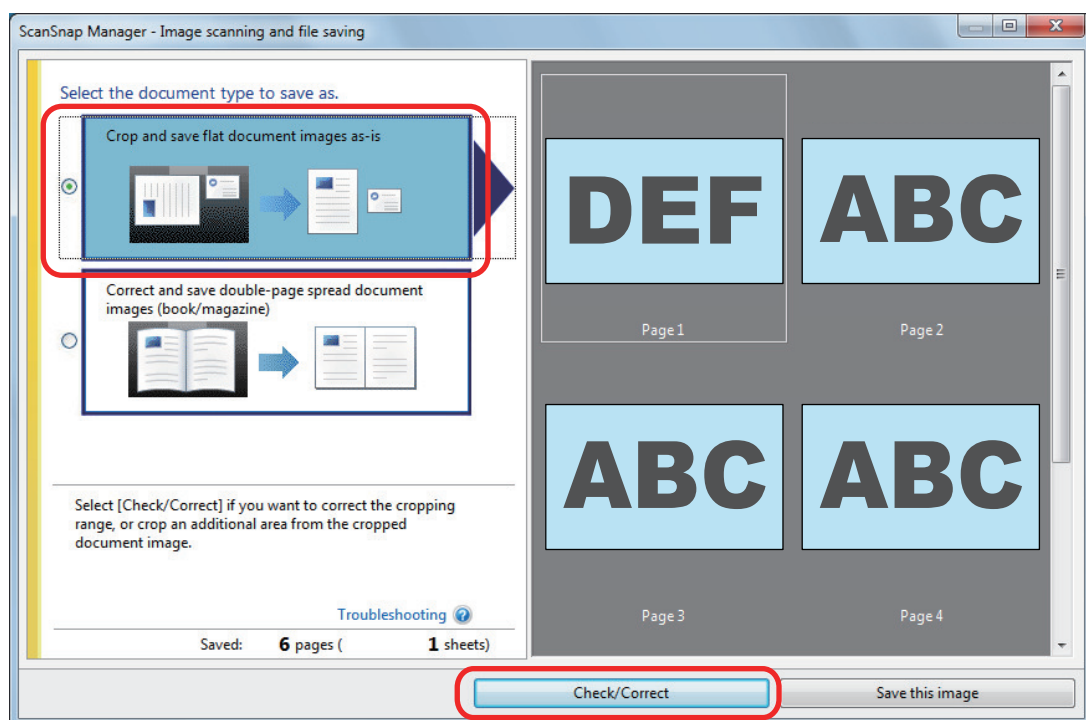 ScanSnap Manager - Image scanning and file saving
Select the document type to save as.
Crop and save flat document images as-is
Correct and save double-page spread document
images (book/magazine)
Select [Check/Correct] if you want to correct the cropping
range, or crop an additional area from the cropped
document image.
Troubleshooting
Saved: 6 pages ( 1 sheets)
DEF
ABC
Page 1
Page 2
ABC
ABC
Page 3
Page 4
Check/Correct
Save this image